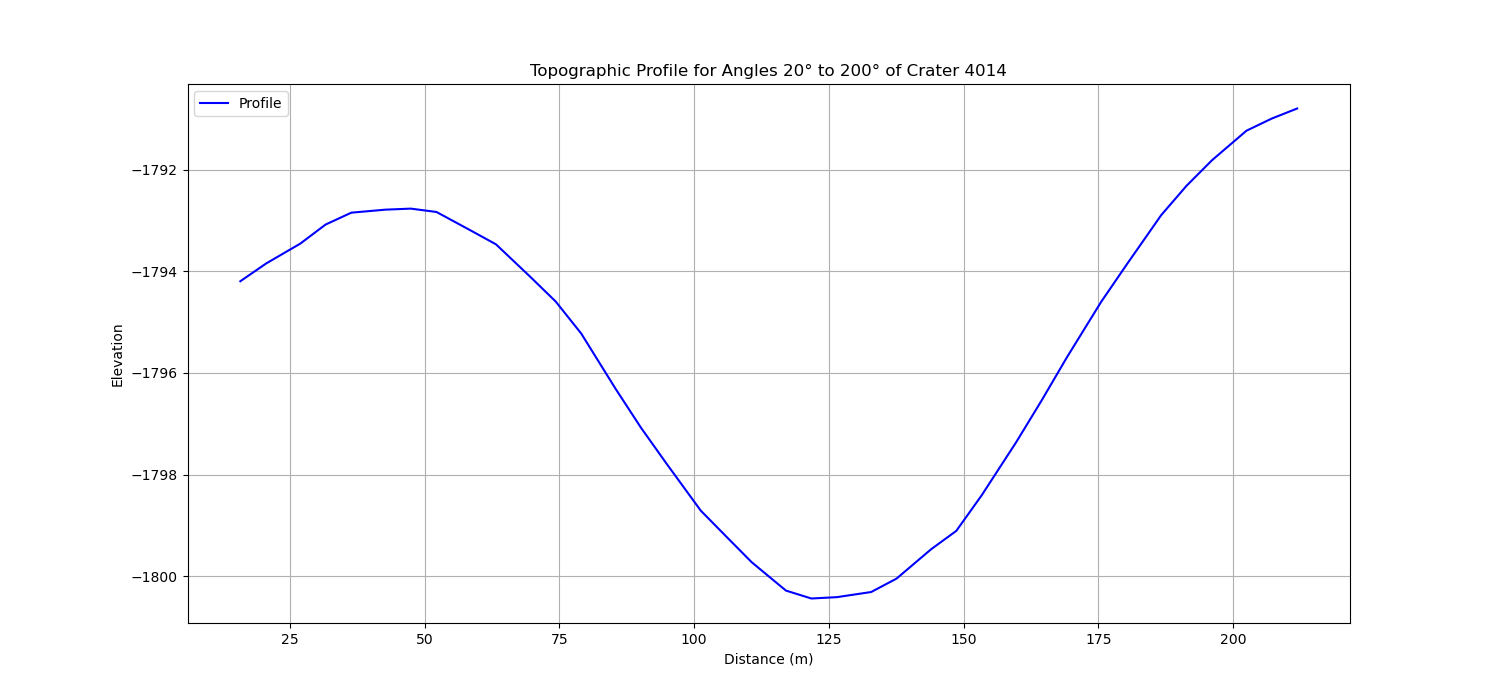 Topographic Profile for Angles 20° to 200° of Crater 4014
Profile
Elevation
−1792
−1794
−1796
−1798
−1800
25 50 75 100 125 150 175 200
Distance (m)